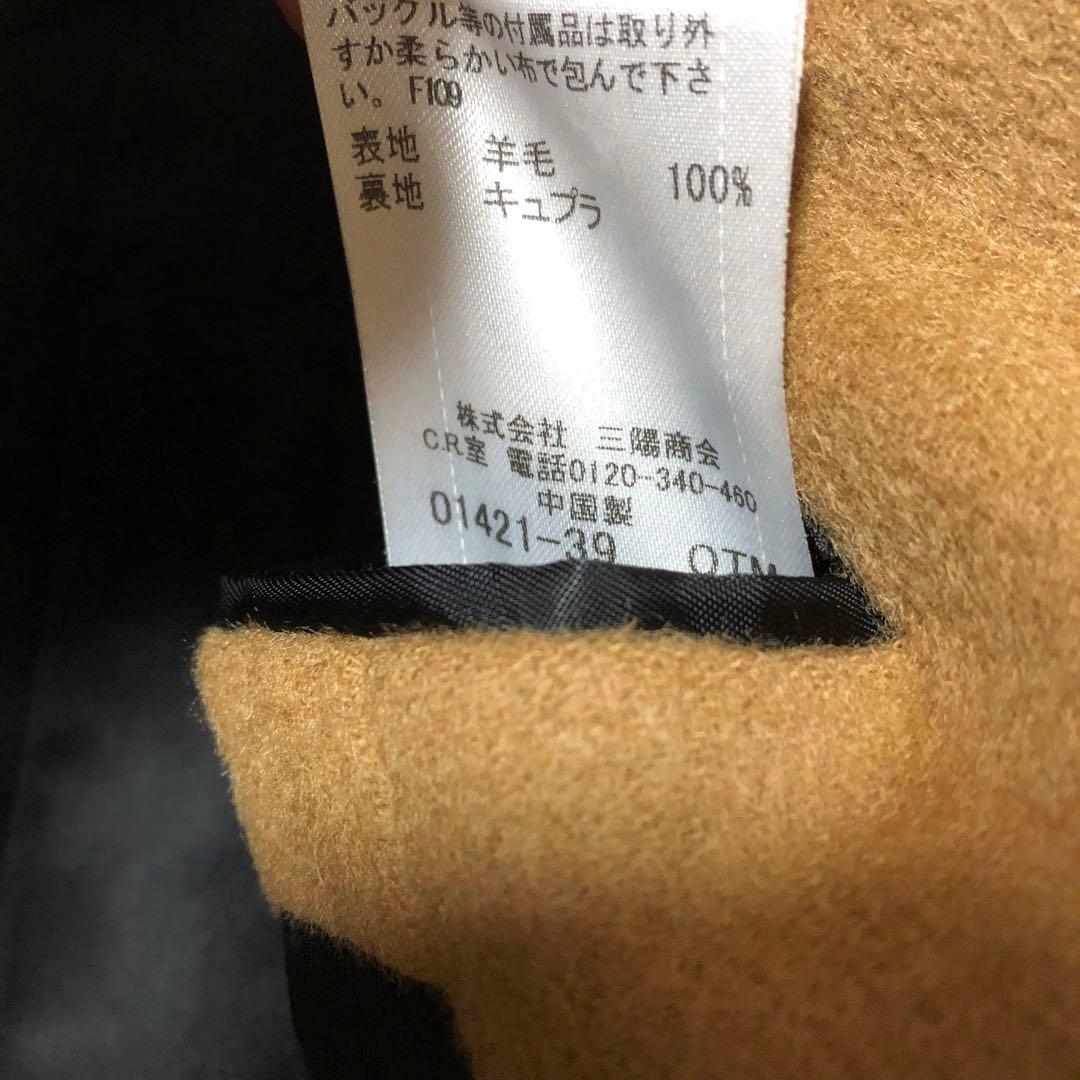 バックル等の付属品は取り外
すか柔らかい布で包んで下さ
い。 F109
表地 羊毛 100%
裏地 キュプラ
株式会社 三陽商会
C.R室 電話0120-340-460
中国製
01421-39 QTM